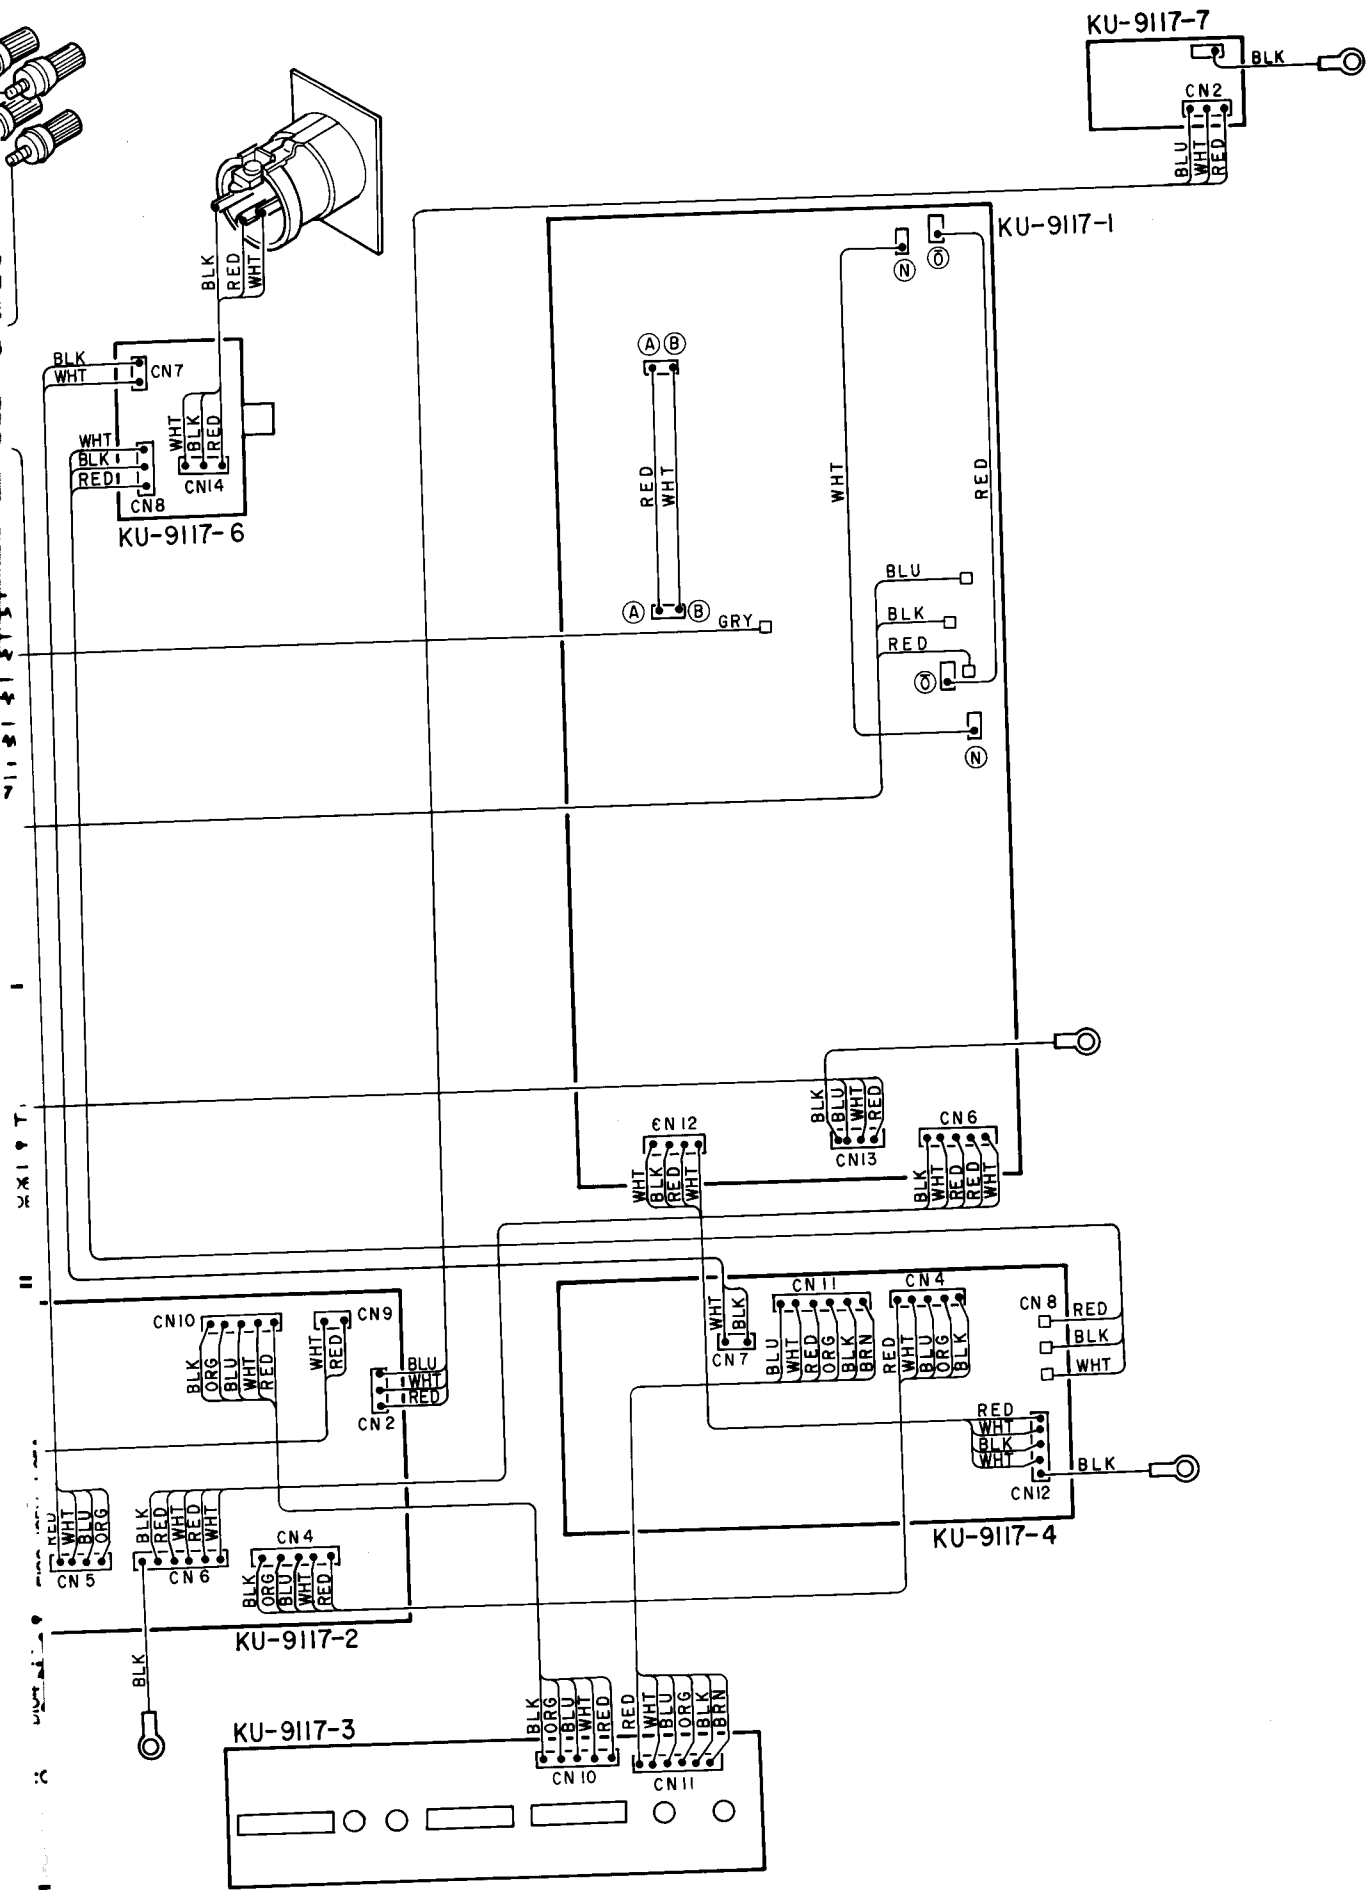 KU-9117-7
BLK
CN2
BLU
WHT
RED
KU-9117-1
N
O
BLK
RED
WHT
A B
BLK
WHT
CN7
WHT
BLK
RED
WHT
BLK
RED
CN14
CN8
KU-9117-6
RED
WHT
WHT
RED
BLU
BLK
RED
A B
GRY
O
N
BLK
BLU
WHT
RED
CN12
CN13
CN6
WHT
BLK
RED
WHT
BLK
WHT
RED
RED
WHT
CN10
CN9
BLK
ORG
BLU
WHT
RED
WHT
RED
BLU
WHT
RED
CN2
CN11
CN4
CN8
WHT
BLK
CN7
BLU
WHT
RED
ORG
BLK
BRN
RED
WHT
BLU
ORG
BLK
RED
BLK
WHT
RED
WHT
BLK
WHT
BLK
CN12
KU-9117-4
RED
WHT
BLU
ORG
CN5
BLK
RED
WHT
RED
WHT
CN6
CN4
BLK
ORG
BLU
WHT
RED
KU-9117-2
BLK
KU-9117-3
BLK
ORG
BLU
WHT
RED
CN10
RED
WHT
BLU
ORG
BLK
BRN
CN11